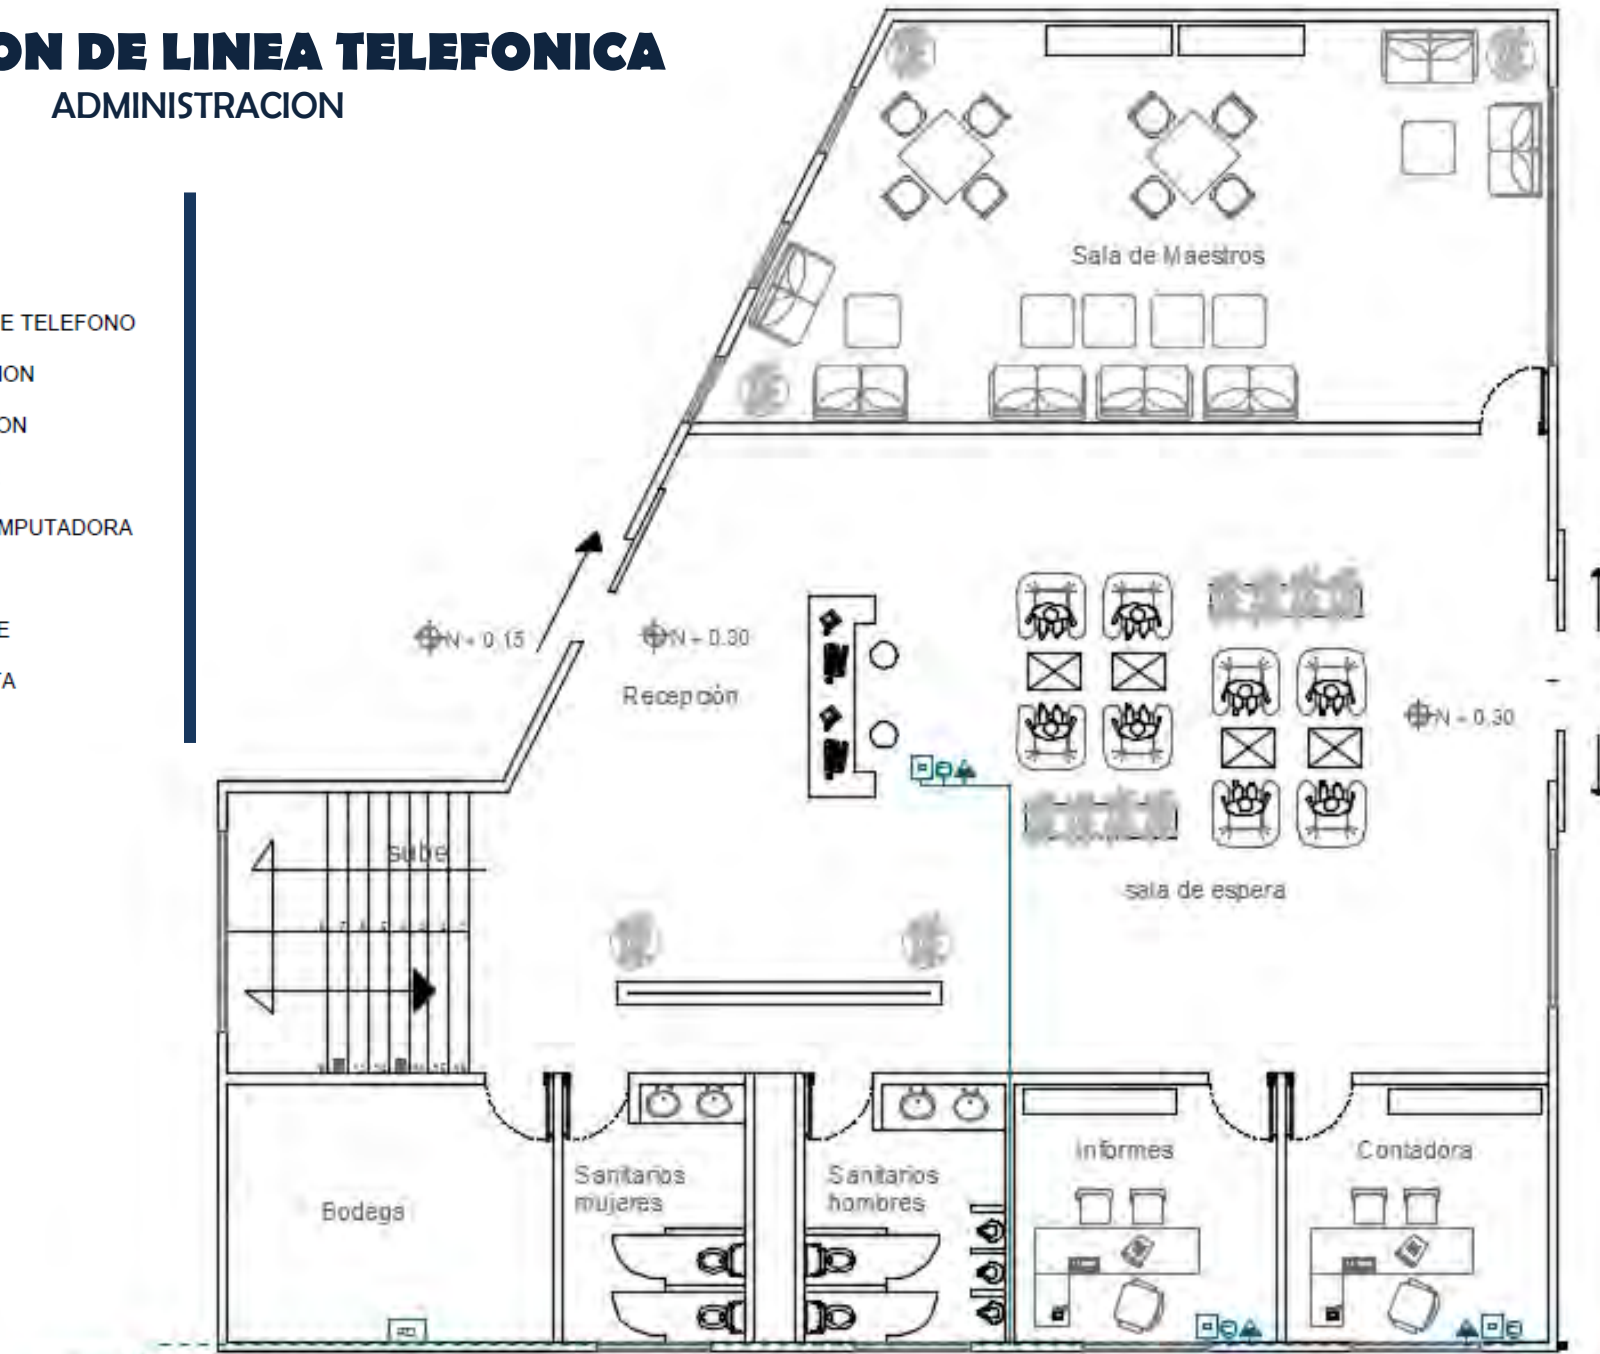 ON DE LINEA TELEFONICA
ADMINISTRACION
E TELEFONO
ION
ON
MPUTADORA
E
TA
Sala de Maestros
N + 0.15
N + 0.30
Recepción
N + 0.30
sube
sala de espera
Informes
Contadora
Sanitarios
mujeres
Sanitarios
hombres
Bodega